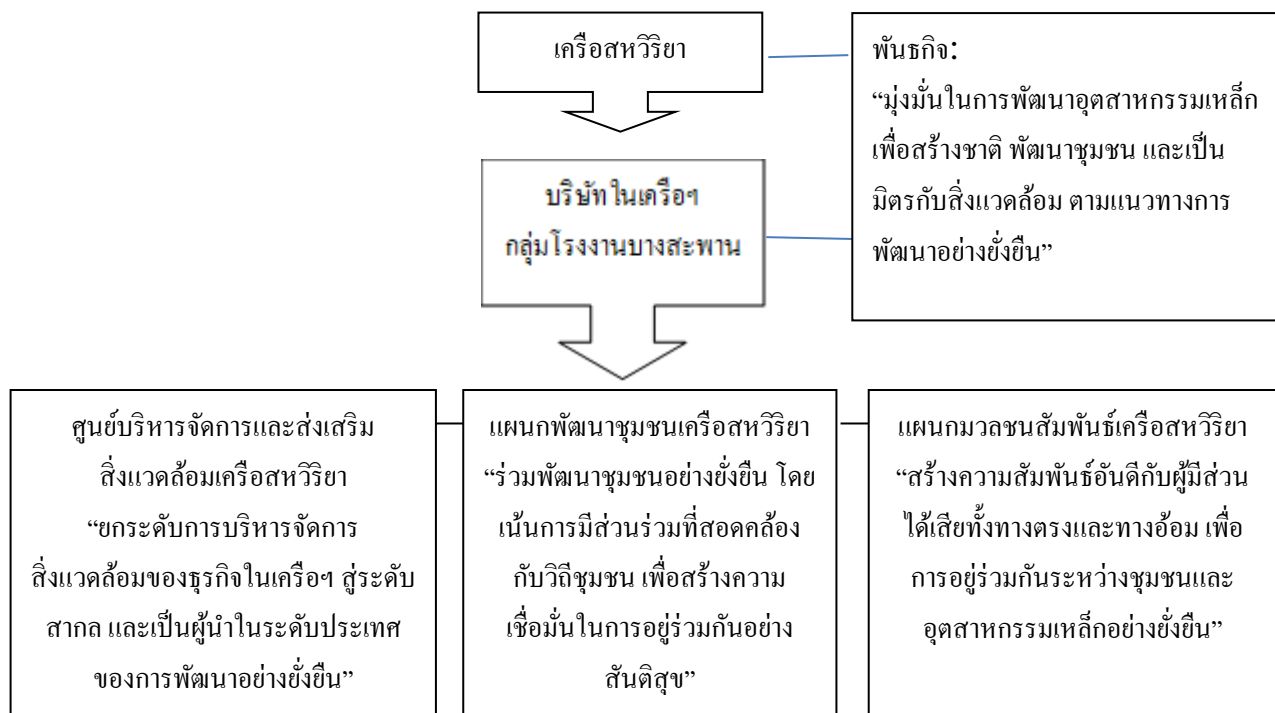 เครือสหวิริยา
พันธกิจ:
“มุ่งมั่นในการพัฒนาอุตสาหกรรมเหล็ก
เพื่อสร้างชาติ พัฒนาชุมชน และเป็น
มิตรกับสิ่งแวดล้อม ตามแนวทางการ
พัฒนาอย่างยั่งยืน”
บริษัทในเครือฯ
กลุ่มโรงงานบางสะพาน
ศูนย์บริหารจัดการและส่งเสริม
สิ่งแวดล้อมเครือสหวิริยา
“ยกระดับการบริหารจัดการ
สิ่งแวดล้อมของธุรกิจในเครือฯ สู่ระดับ
สากล และเป็นผู้นำในระดับประเทศ
ของการพัฒนาอย่างยั่งยืน”
แผนกพัฒนาชุมชนเครือสหวิริยา
“ร่วมพัฒนาชุมชนอย่างยั่งยืน โดย
เน้นการมีส่วนร่วมที่สอดคล้อง
กับวิถีชุมชน เพื่อสร้างความ
เชื่อมั่นในการอยู่ร่วมกันอย่าง
สันติสุข”
แผนกมวลชนสัมพันธ์เครือสหวิริยา
“สร้างความสัมพันธ์อันดีกับผู้มีส่วน
ได้เสียทั้งทางตรงและทางอ้อม เพื่อ
การอยู่ร่วมกันระหว่างชุมชนและ
อุตสาหกรรมเหล็กอย่างยั่งยืน”